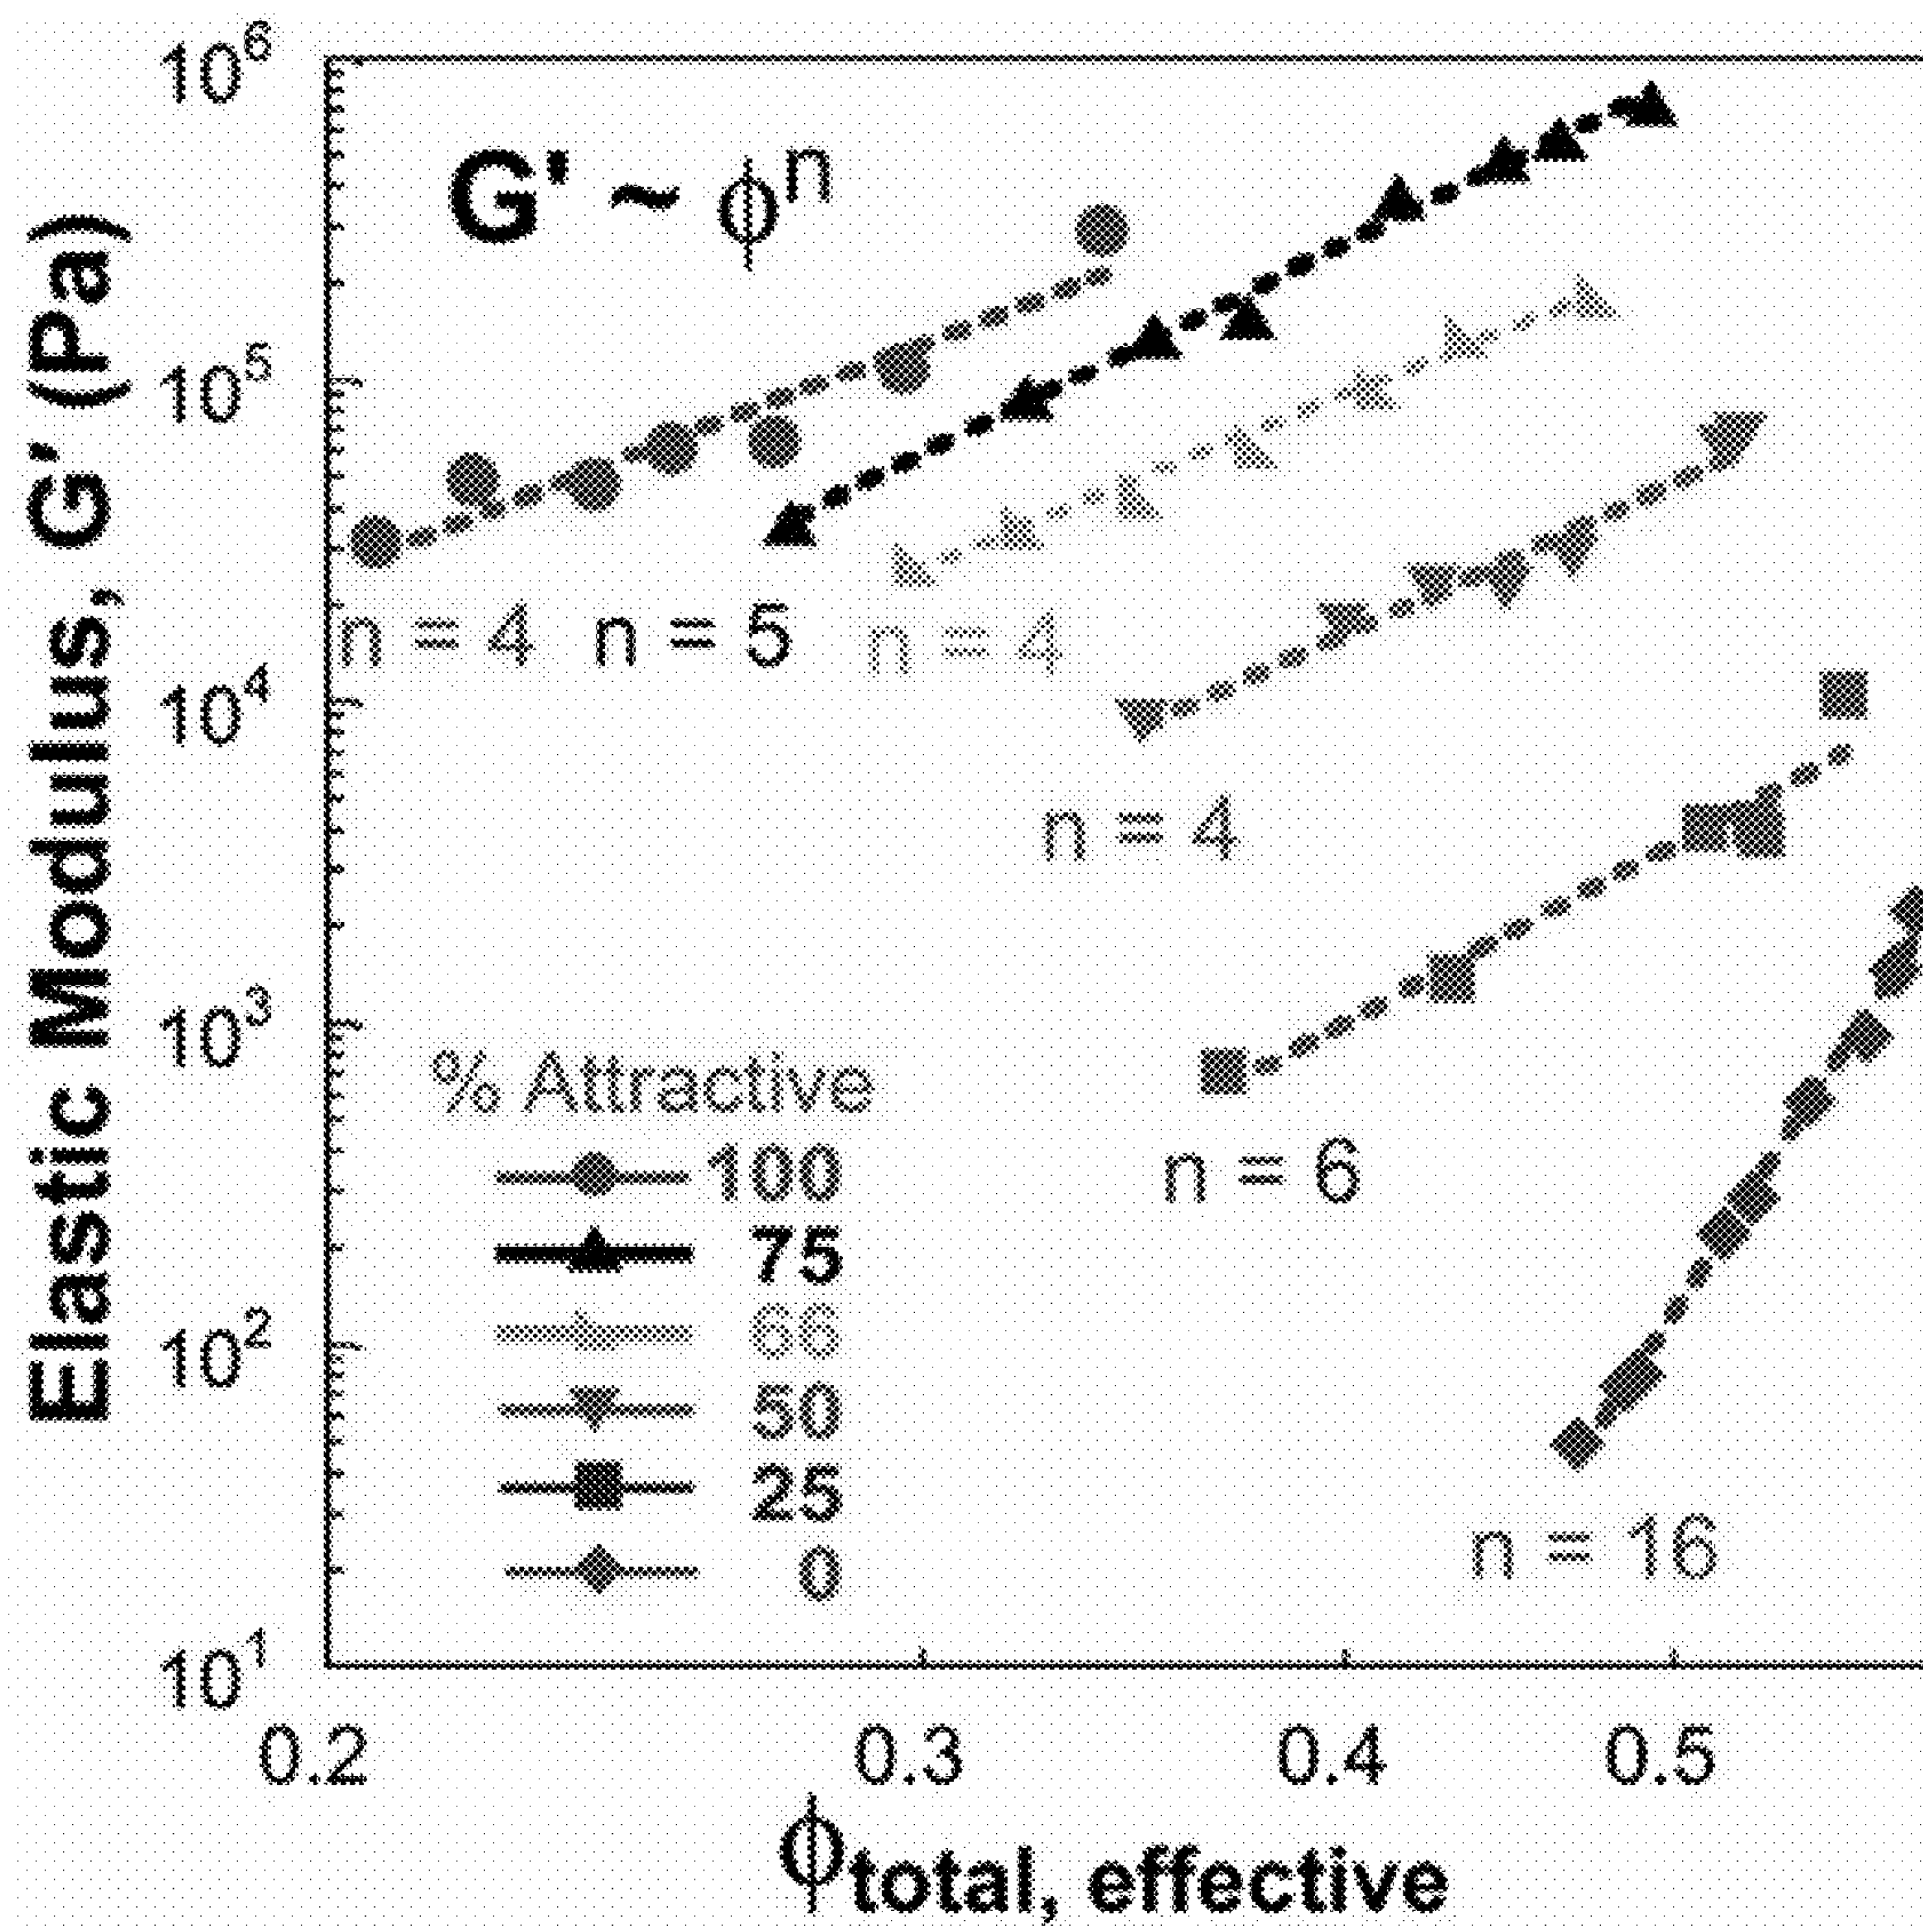 10⁶
10⁵
10⁴
10³
10²
10¹
Elastic Modulus, G' (Pa)
G' ~ ϕⁿ
n = 4
n = 5
n = 4
n = 4
n = 6
n = 16
% Attractive
100
75
66
50
25
0
0.2
0.3
0.4
0.5
ϕtotal, effective